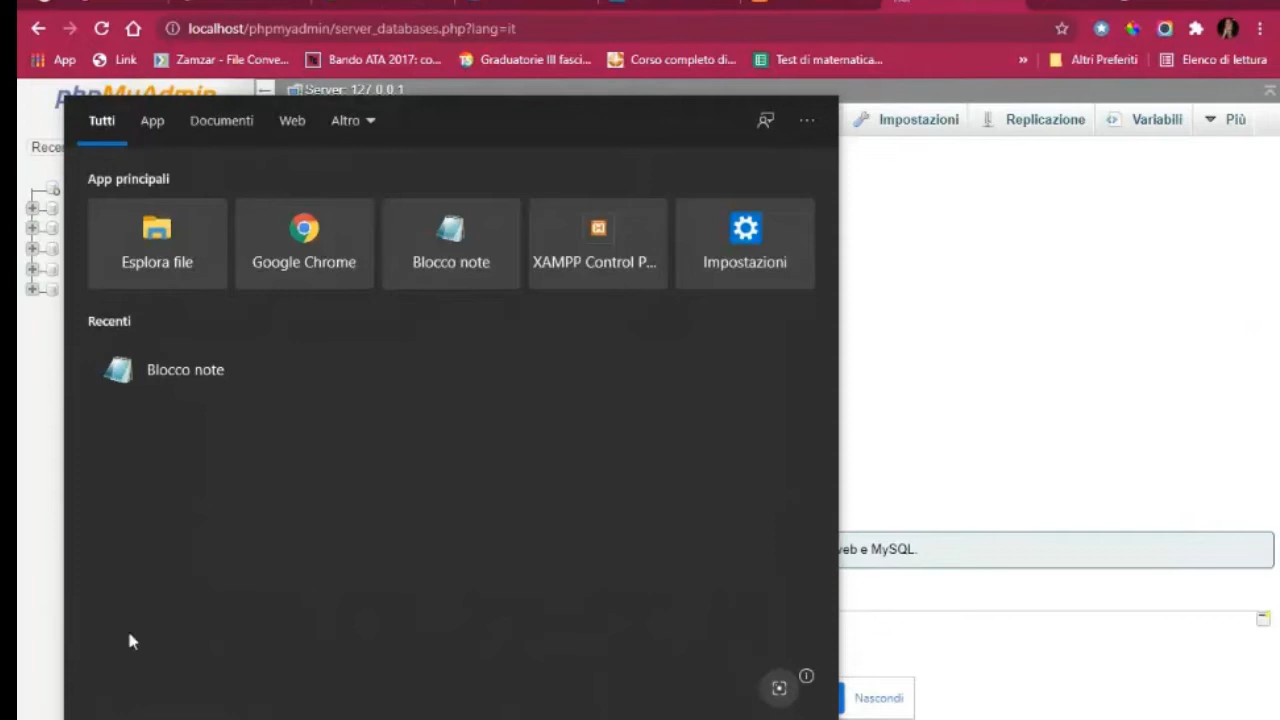 localhost/phpmyadmin/server_databases.php?lang=it
App Link Zamzar - File Conve... Bando ATA 2017: co... Graduatorie III fasci... Corso completo di... Test di matematica... » Altri Preferiti Elenco di lettura
phpMyAdmin
Server: 127.0.0.1
Tutti App Documenti Web Altro
Impostazioni Replicazione Variabili Più
Rece
App principali
Esplora file Google Chrome Blocco note XAMPP Control P... Impostazioni
Recenti
Blocco note
web e MySQL.
Nascondi